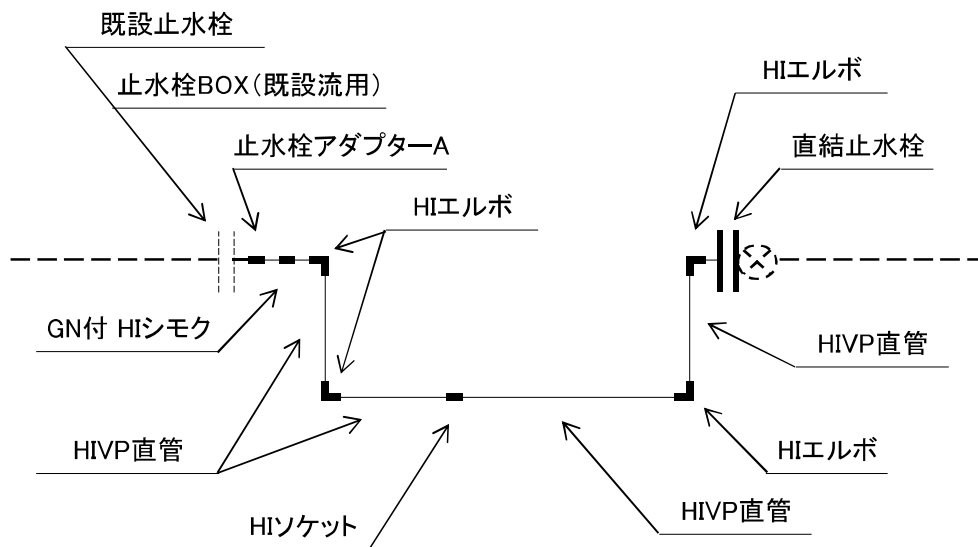 既設止水栓
止水栓BOX（既設流用）
止水栓アダプターA
HIエルボ
HIエルボ
直結止水栓
GN付 HIシモク
HIVP直管
HIVP直管
HIエルボ
HIソケット
HIVP直管